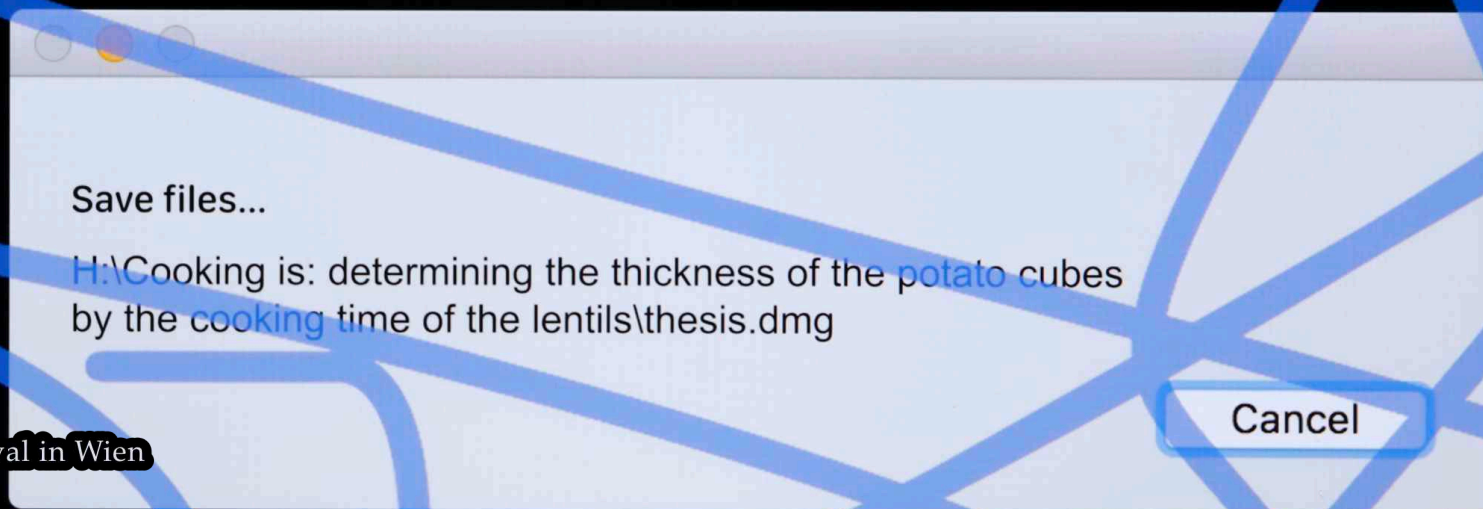 Save files...
H:\Cooking is: determining the thickness of the potato cubes
by the cooking time of the lentils\thesis.dmg
Cancel
in Wien